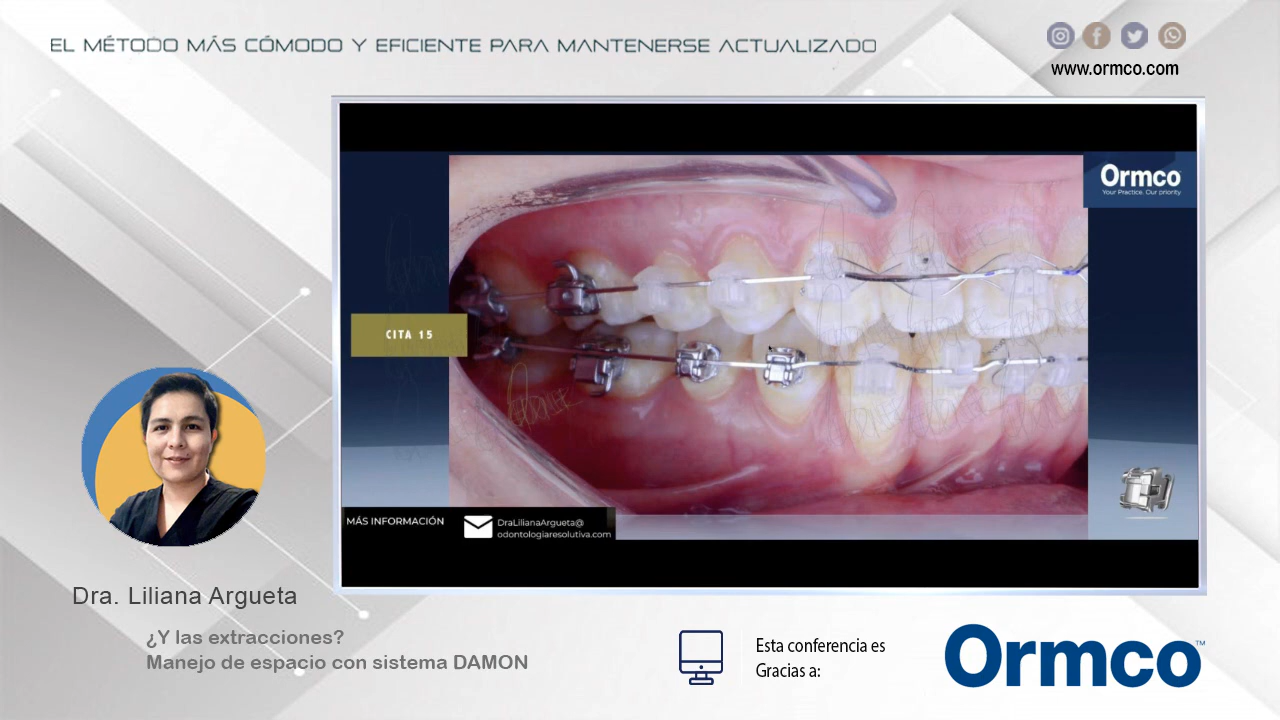 EL MÉTODO MÁS CÓMODO Y EFICIENTE PARA MANTENERSE ACTUALIZADO
www.ormco.com
Ormco
Your Practice. Our priority
CITA 15
MÁS INFORMACIÓN
DraLilianaArgueta@
odontologiaresolutiva.com
Dra. Liliana Argueta
¿Y las extracciones?
Manejo de espacio con sistema DAMON
Esta conferencia es
Gracias a:
Ormco™